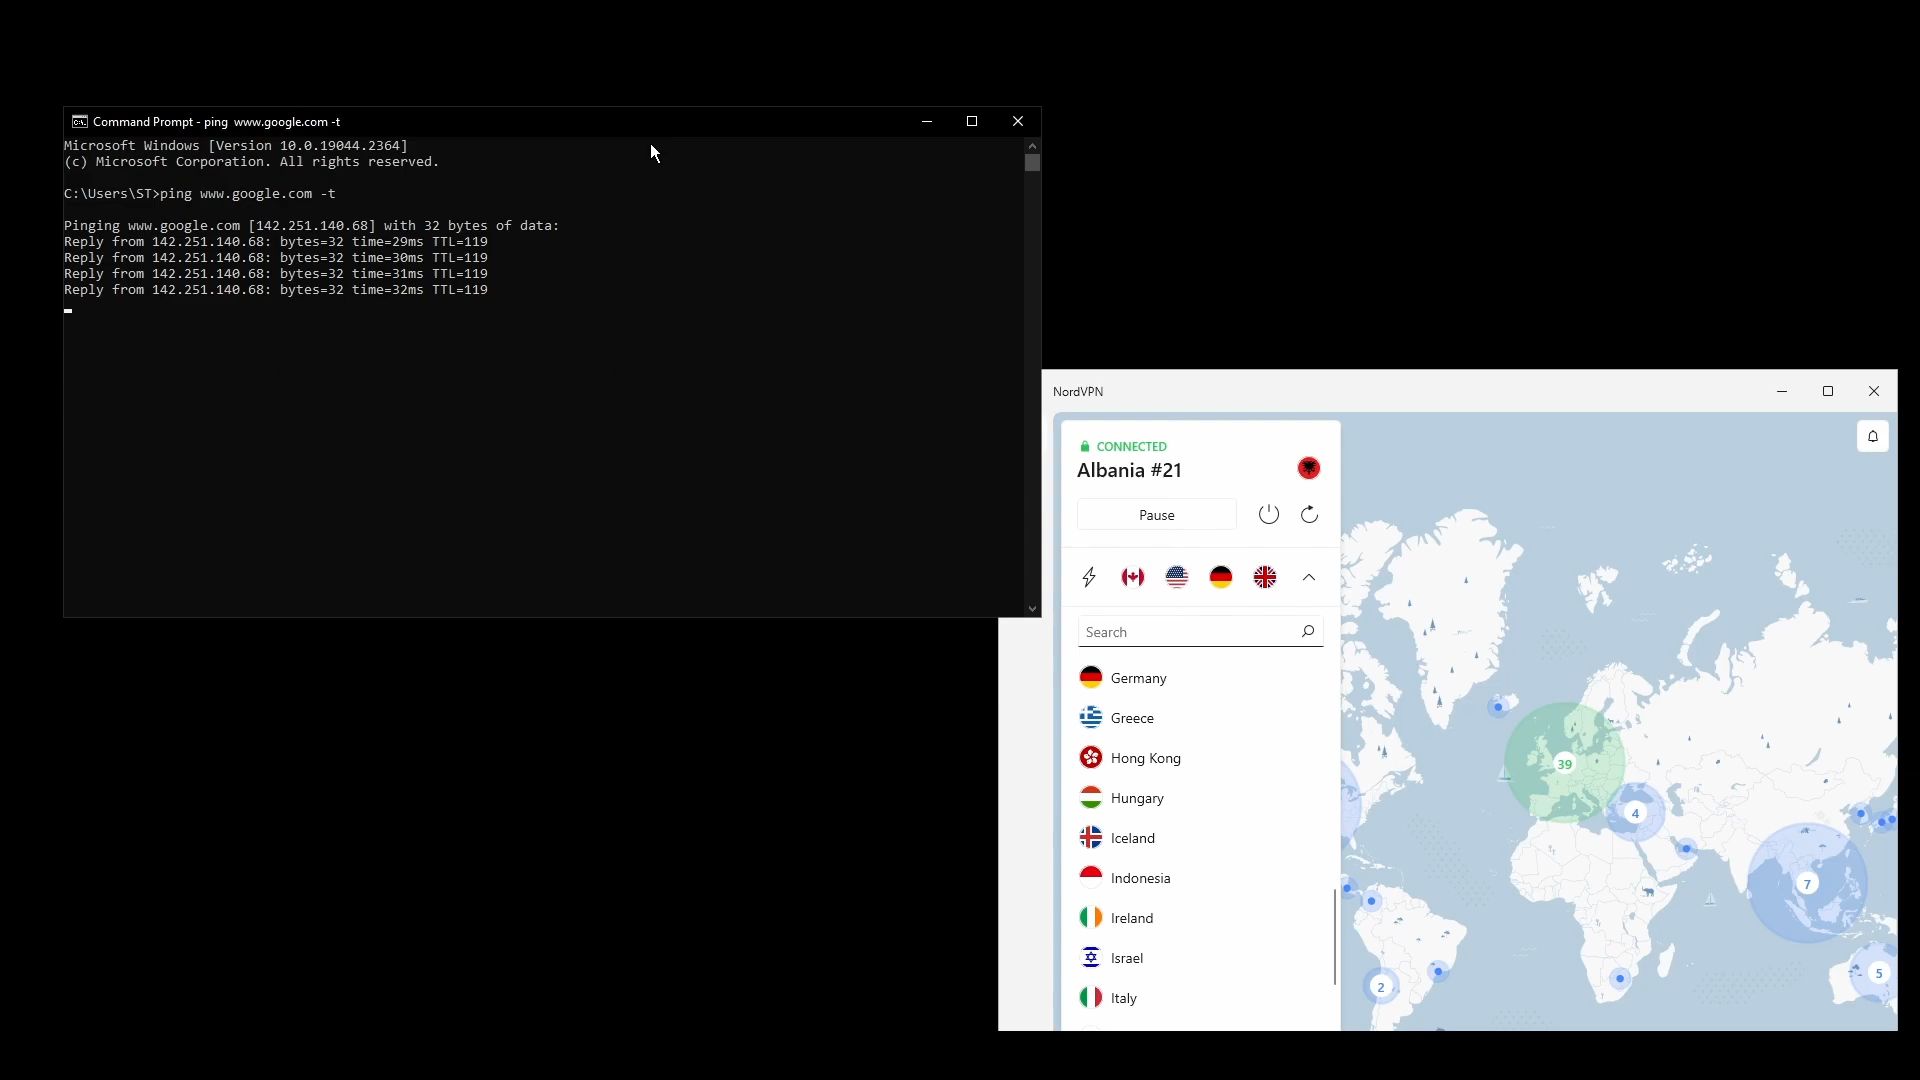 Command Prompt - ping  www.google.com -t
Microsoft Windows [Version 10.0.19044.2364]
(c) Microsoft Corporation. All rights reserved.
C:\Users\ST>ping www.google.com -t
Pinging www.google.com [142.251.140.68] with 32 bytes of data:
Reply from 142.251.140.68: bytes=32 time=29ms TTL=119
Reply from 142.251.140.68: bytes=32 time=30ms TTL=119
Reply from 142.251.140.68: bytes=32 time=31ms TTL=119
Reply from 142.251.140.68: bytes=32 time=32ms TTL=119
NordVPN
CONNECTED
Albania #21
Pause
Search
Germany
Greece
Hong Kong
Hungary
Iceland
Indonesia
Ireland
Israel
Italy
39
4
7
5
2